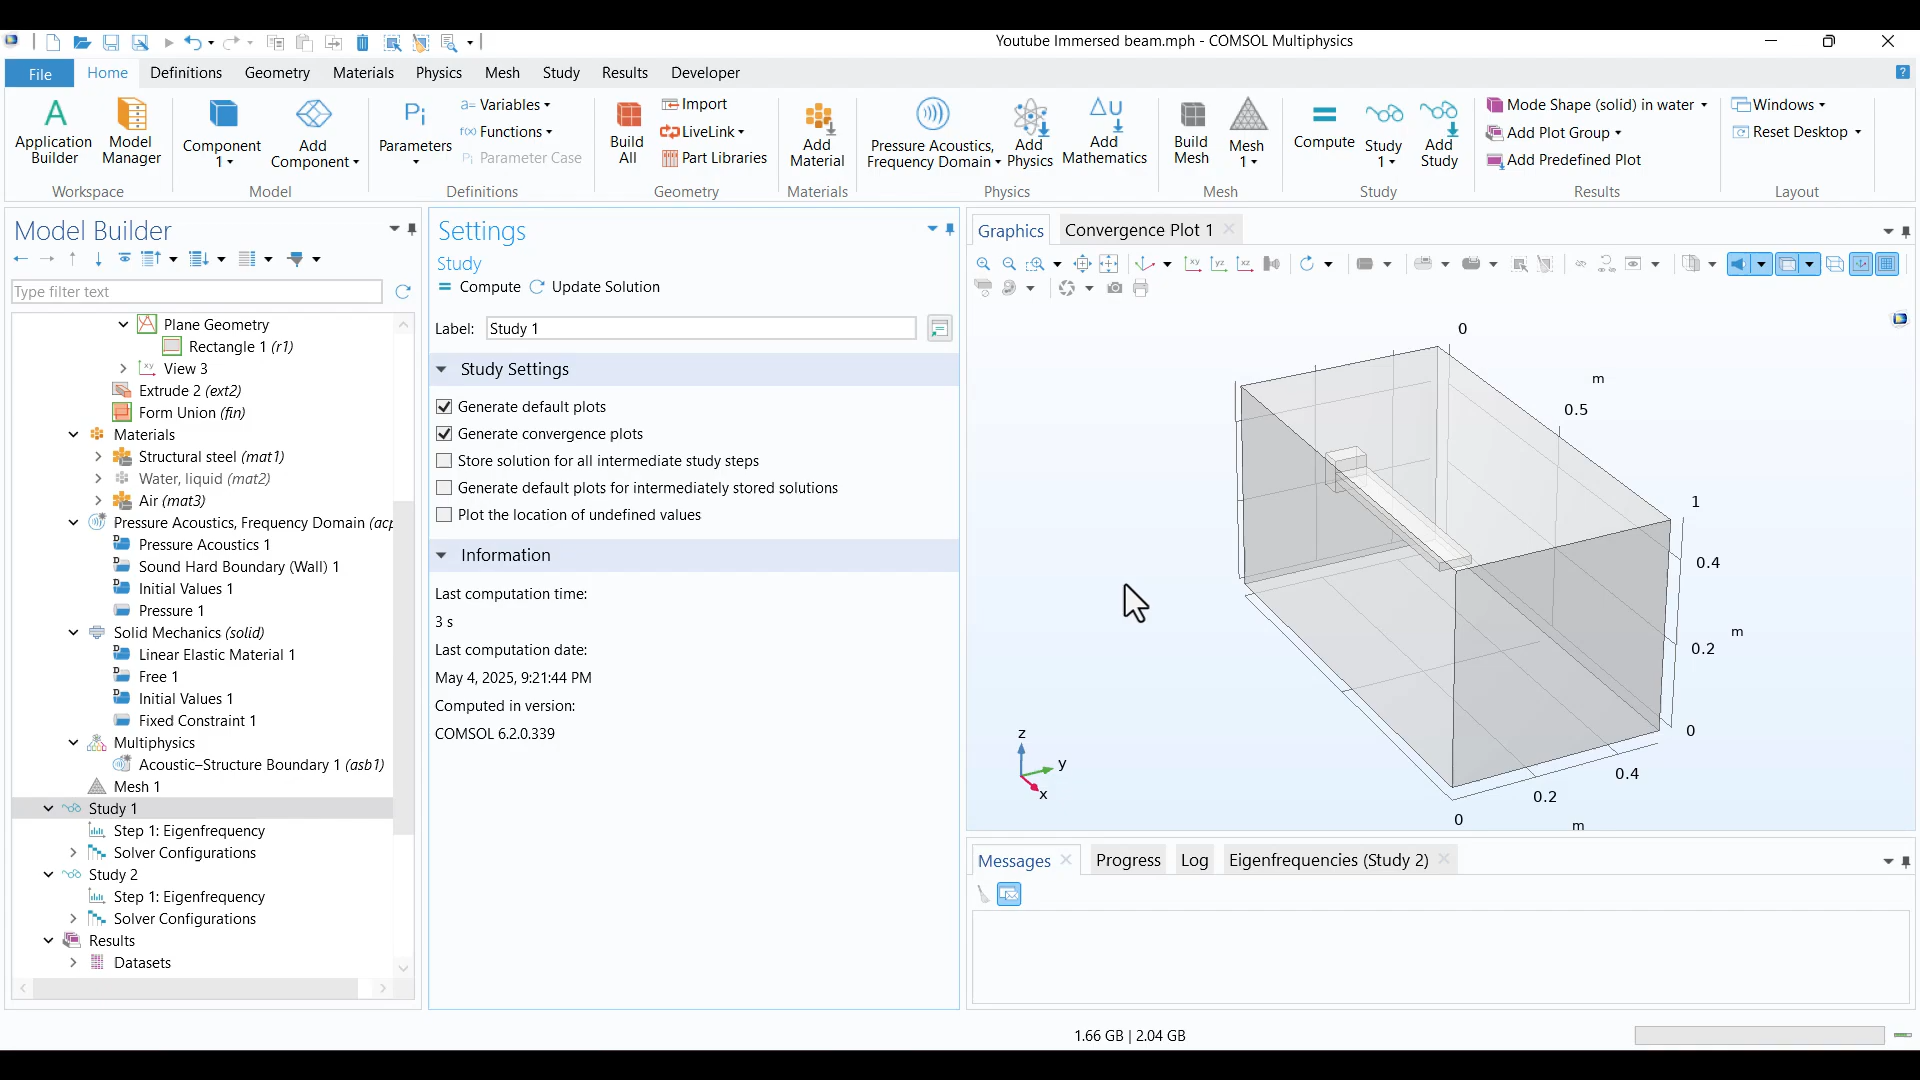 Youtube Immersed beam.mph - COMSOL Multiphysics
File Home Definitions Geometry Materials Physics Mesh Study Results Developer
Application Builder
Model Manager
Workspace
Component 1
Add Component
Model
Parameters
a= Variables
f(x) Functions
Pi Parameter Case
Definitions
Build All
Import
LiveLink
Part Libraries
Geometry
Add Material
Materials
Pressure Acoustics, Frequency Domain
Add Physics
Add Mathematics
Physics
Build Mesh
Mesh 1
Mesh
Compute
Study 1
Add Study
Study
Mode Shape (solid) in water
Add Plot Group
Add Predefined Plot
Results
Windows
Reset Desktop
Layout
Model Builder
Type filter text
Plane Geometry
Rectangle 1 (r1)
View 3
Extrude 2 (ext2)
Form Union (fin)
Materials
Structural steel (mat1)
Water, liquid (mat2)
Air (mat3)
Pressure Acoustics, Frequency Domain (acp
Pressure Acoustics 1
Sound Hard Boundary (Wall) 1
Initial Values 1
Pressure 1
Solid Mechanics (solid)
Linear Elastic Material 1
Free 1
Initial Values 1
Fixed Constraint 1
Multiphysics
Acoustic–Structure Boundary 1 (asb1)
Mesh 1
Study 1
Step 1: Eigenfrequency
Solver Configurations
Study 2
Step 1: Eigenfrequency
Solver Configurations
Results
Datasets
Settings
Study
= Compute Update Solution
Label: Study 1
Study Settings
Generate default plots
Generate convergence plots
Store solution for all intermediate study steps
Generate default plots for intermediately stored solutions
Plot the location of undefined values
Information
Last computation time:
3 s
Last computation date:
May 4, 2025, 9:21:44 PM
Computed in version:
COMSOL 6.2.0.339
Graphics Convergence Plot 1
0
m
0.5
1
0.4
m
0.2
0
0.4
0.2
0
m
z
y
x
Messages Progress Log Eigenfrequencies (Study 2)
1.66 GB | 2.04 GB